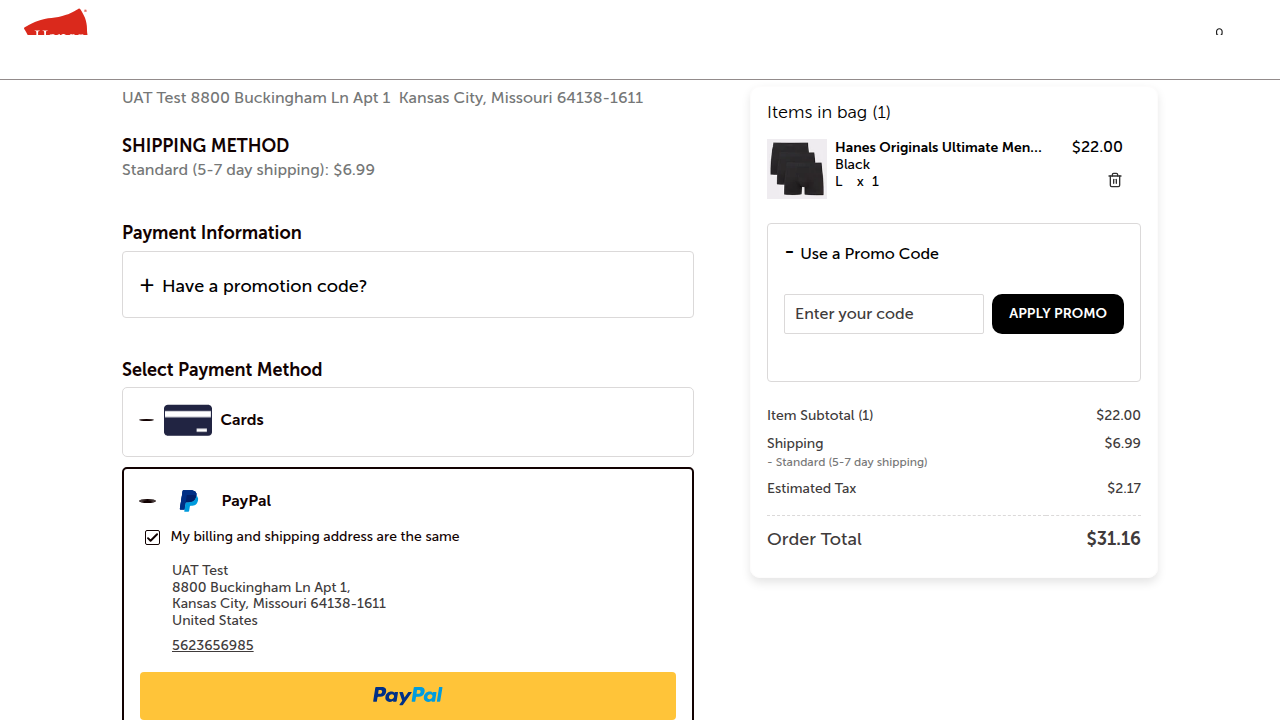 Hanes
0
UAT Test 8800 Buckingham Ln Apt 1 Kansas City, Missouri 64138-1611
SHIPPING METHOD
Standard (5-7 day shipping): $6.99
Payment Information
+ Have a promotion code?
Select Payment Method
Cards
PayPal
My billing and shipping address are the same
UAT Test
8800 Buckingham Ln Apt 1,
Kansas City, Missouri 64138-1611
United States
5623656985
PayPal
Items in bag (1)
Hanes Originals Ultimate Men... $22.00
Black
L x 1
- Use a Promo Code
Enter your code APPLY PROMO
Item Subtotal (1) $22.00
Shipping $6.99
- Standard (5-7 day shipping)
Estimated Tax $2.17
Order Total $31.16